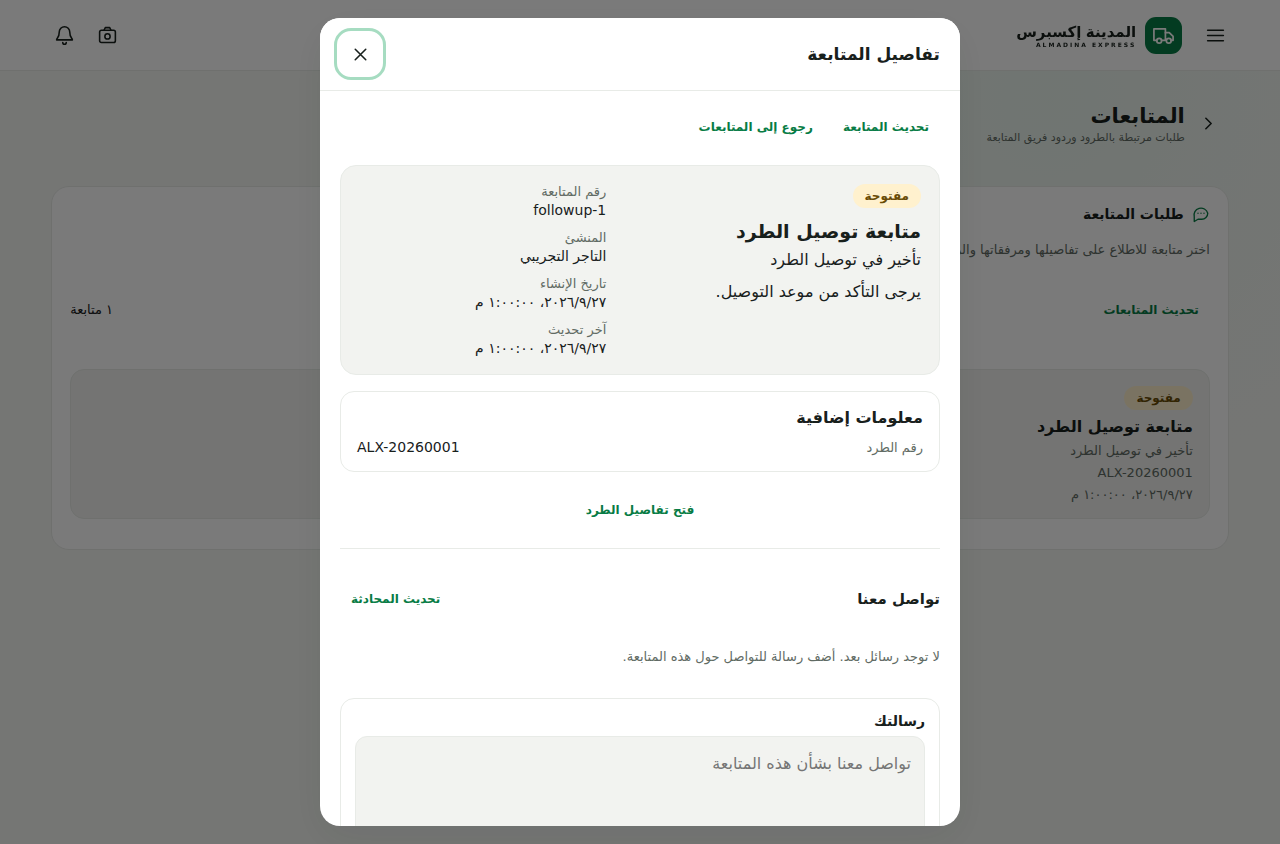 المدينة إكسبرس
ALMADINA EXPRESS
المتابعات
طلبات مرتبطة بالطرود وردود فريق المتابعة
طلبات المتابعة
اختر متابعة للاطلاع على تفاصيلها ومرفقاتها
تحديث المتابعات
١ متابعة
مفتوحة
متابعة توصيل الطرد
تأخير في توصيل الطرد
ALX-20260001
٢٠٢٦/٩/٢٧، ١:٠٠:٠٠ م
تفاصيل المتابعة
تحديث المتابعة
رجوع إلى المتابعات
مفتوحة
متابعة توصيل الطرد
تأخير في توصيل الطرد
يرجى التأكد من موعد التوصيل.
رقم المتابعة
followup-1
المنشئ
التاجر التجريبي
تاريخ الإنشاء
٢٠٢٦/٩/٢٧، ١:٠٠:٠٠ م
آخر تحديث
٢٠٢٦/٩/٢٧، ١:٠٠:٠٠ م
معلومات إضافية
رقم الطرد
ALX-20260001
فتح تفاصيل الطرد
تواصل معنا
تحديث المحادثة
لا توجد رسائل بعد. أضف رسالة للتواصل حول هذه المتابعة.
رسالتك
تواصل معنا بشأن هذه المتابعة